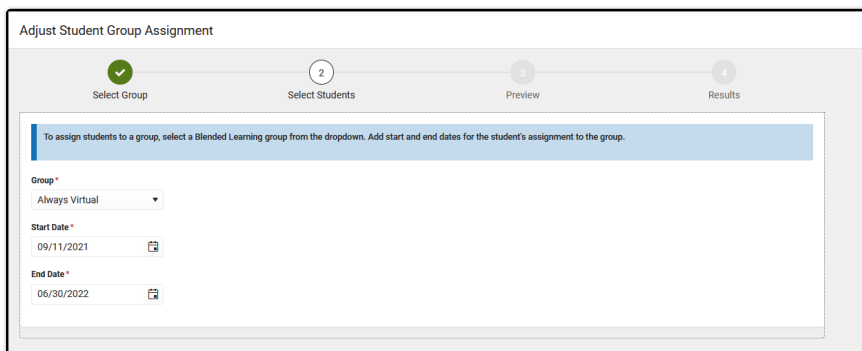 Adjust Student Group Assignment
2
3
4
Select Group
Select Students
Preview
Results
To assign students to a group, select a Blended Learning group from the dropdown. Add start and end dates for the student's assignment to the group.
Group *
Always Virtual
Start Date *
09/11/2021
End Date *
06/30/2022